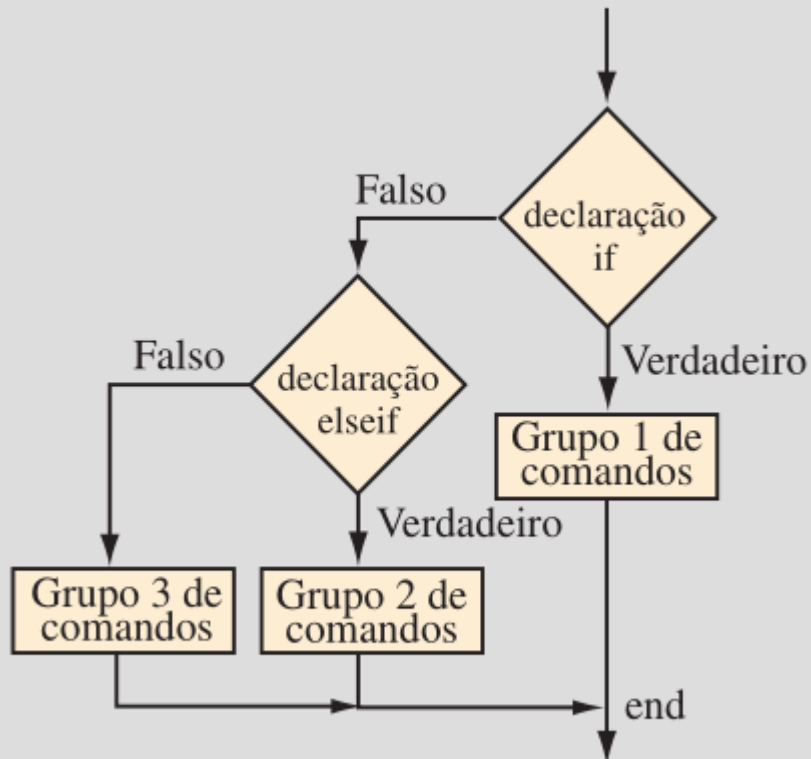 Falso
declaração
if
Falso
declaração
elseif
Verdadeiro
Grupo 1 de
comandos
Verdadeiro
Grupo 3 de
comandos
Grupo 2 de
comandos
end